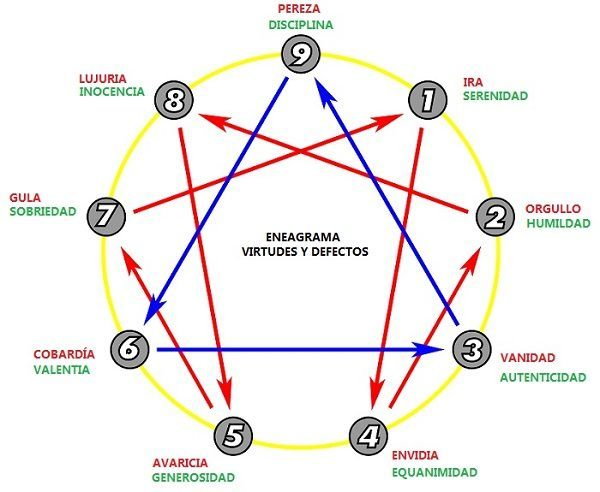 PEREZA
DISCIPLINA
9
LUJURIA
INOCENCIA
8
1
IRA
SERENIDAD
GULA
SOBRIEDAD
7
2
ORGULLO
HUMILDAD
ENEAGRAMA
VIRTUDES Y DEFECTOS
COBARDÍA
VALENTIA
6
3
VANIDAD
AUTENTICIDAD
5
4
AVARICIA
GENEROSIDAD
ENVIDIA
EQUANIMIDAD